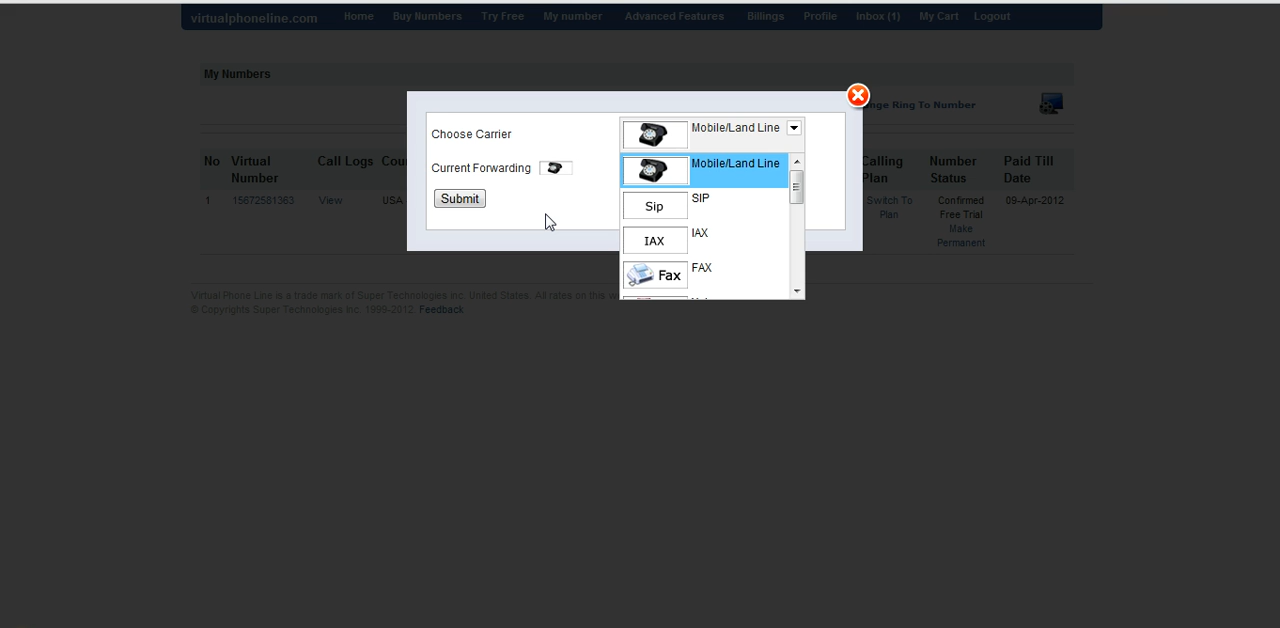 virtualphoneline.com Home Buy Numbers Try Free My number Advanced Features Billings Profile Inbox (1) My Cart Logout
My Numbers
nge Ring To Number
Choose Carrier
Mobile/Land Line
Current Forwarding
Submit
Mobile/Land Line
Sip SIP
IAX IAX
Fax FAX
No Virtual Number Call Logs Cou Calling Plan Number Status Paid Till Date
1 15672581363 View USA Switch To Plan Confirmed Free Trial Make Permanent 09-Apr-2012
Virtual Phone Line is a trade mark of Super Technologies inc. United States. All rates on this w
© Copyrights Super Technologies Inc. 1999-2012. Feedback